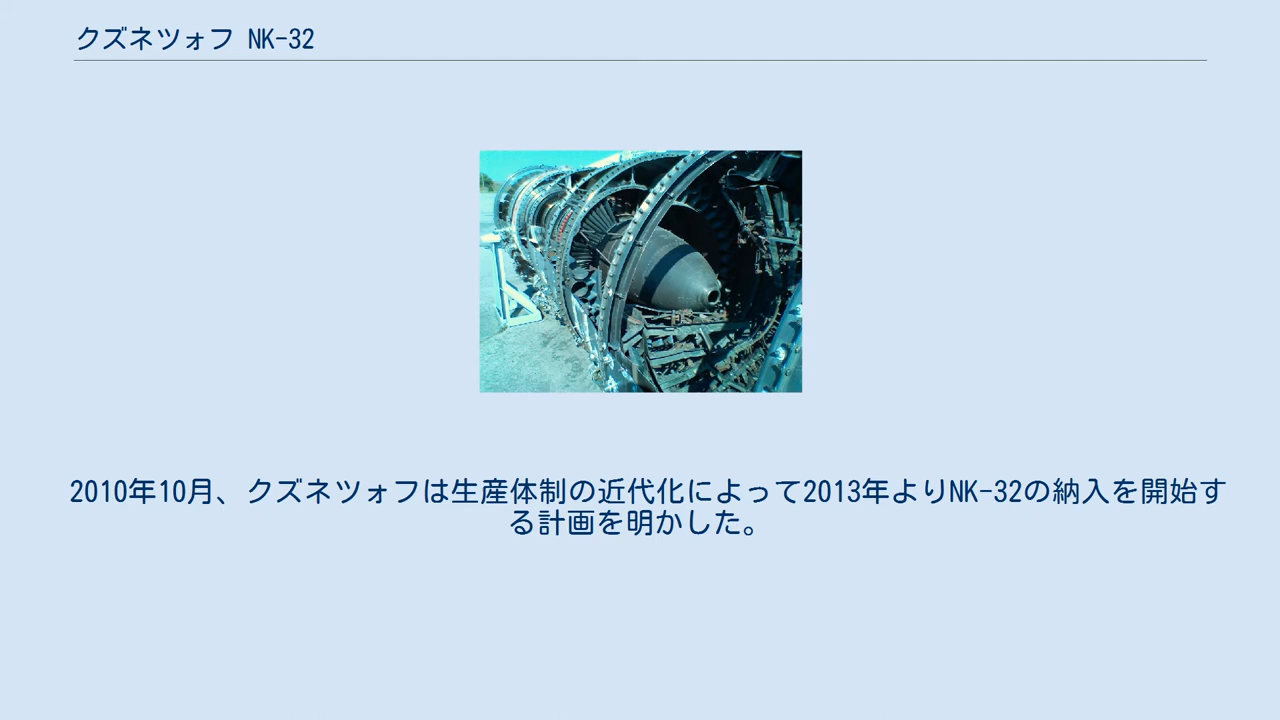 クズネツォフ NK-32
2010年10月、クズネツォフは生産体制の近代化によって2013年よりNK-32の納入を開始す
る計画を明かした。